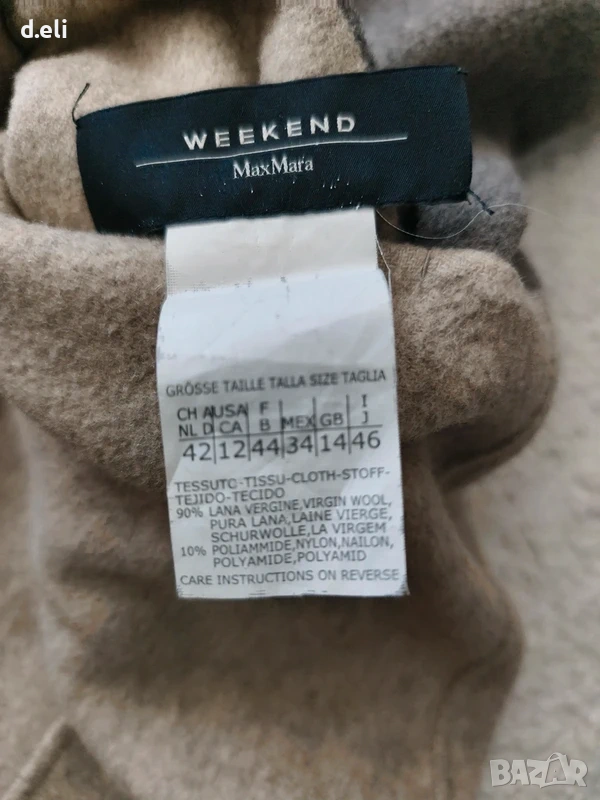 d.eli
WEEKEND
MaxMara
GRÖSSE TAILLE TALLA SIZE TAGLIA
CH A USA F I
NL D CA B MEX GB J
42 12 44 34 14 46
TESSUTO-TISSU-CLOTH-STOFF-
TEJIDO-TECIDO
90% LANA VERGINE,VIRGIN WOOL,
PURA LANA,LAINE VIERGE,
SCHURWOLLE,LA VIRGEM
10% POLIAMMIDE,NYLON,NAILON,
POLYAMIDE,POLYAMID
CARE INSTRUCTIONS ON REVERSE
BAZAR